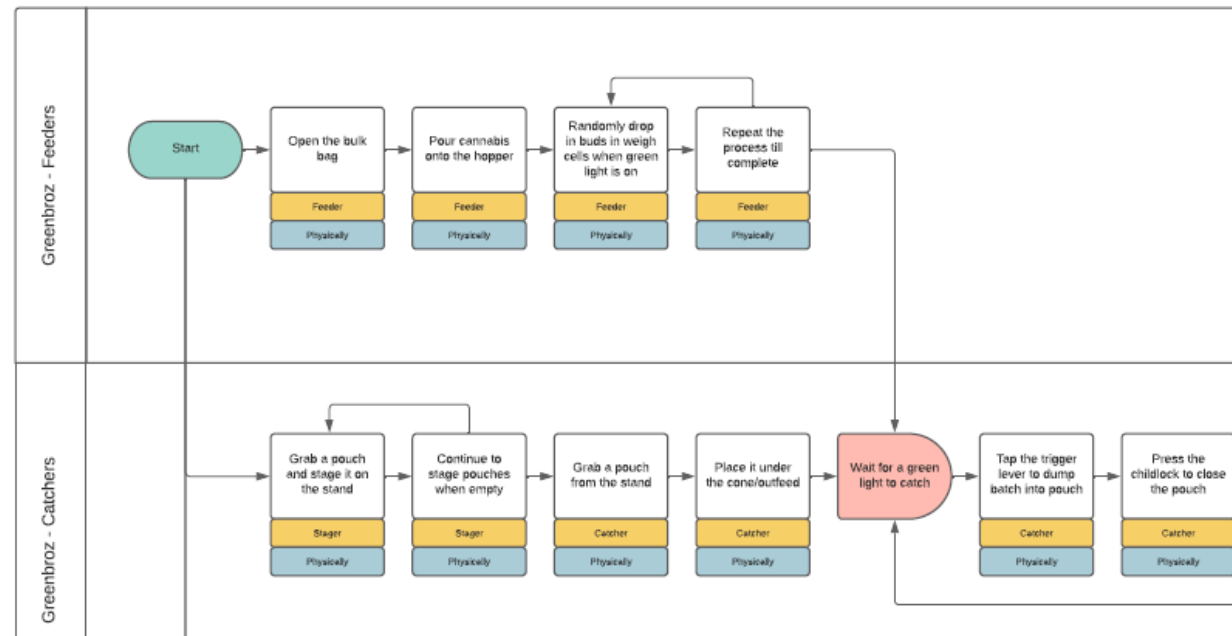 Greenbroz - Feeders
Start
Open the bulk
bag
Feeder
Physically
Pour cannabis
onto the hopper
Feeder
Physically
Randomly drop
in buds in weigh
cells when green
light is on
Feeder
Physically
Repeat the
process till
complete
Feeder
Physically
Greenbroz - Catchers
Grab a pouch
and stage it on
the stand
Stager
Physically
Continue to
stage pouches
when empty
Stager
Physically
Grab a pouch
from the stand
Catcher
Physically
Place it under
the cone/outfeed
Catcher
Physically
Wait for a green
light to catch
Tap the trigger
lever to dump
batch into pouch
Catcher
Physically
Press the
childlock to close
the pouch
Catcher
Physically